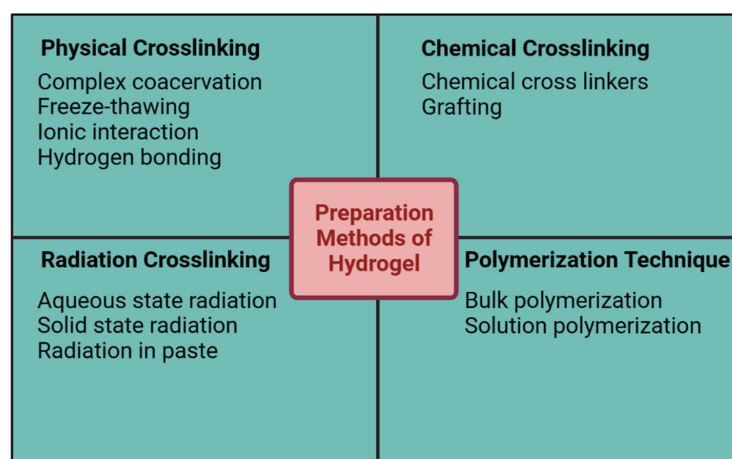 Physical Crosslinking
Complex coacervation
Freeze-thawing
Ionic interaction
Hydrogen bonding
Chemical Crosslinking
Chemical cross linkers
Grafting
Preparation
Methods of
Hydrogel
Radiation Crosslinking
Aqueous state radiation
Solid state radiation
Radiation in paste
Polymerization Technique
Bulk polymerization
Solution polymerization